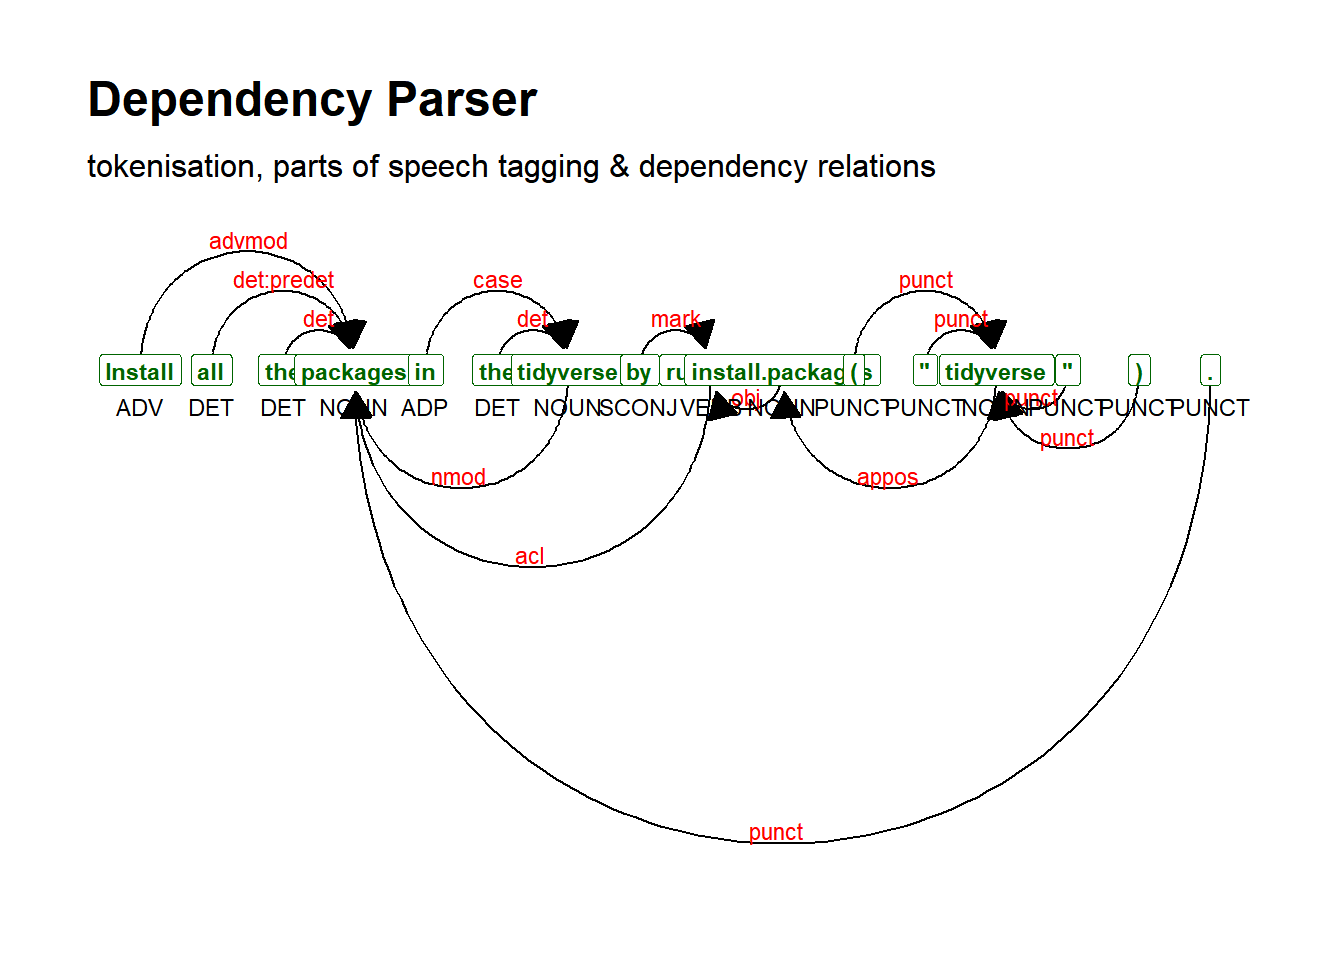 Dependency Parser
tokenisation, parts of speech tagging & dependency relations
advmod
det:predet case punct
det det mark punct
Install all the packages in the tidyverse by ru install.packag ( s " tidyverse " ) .
obj
ADV DET DET NOUN ADP DET NOUN SCONJ VERB NOUN PUNCT PUNCT NOUN PUNCT PUNCT PUNCT
punct
punct
nmod appos
acl
punct